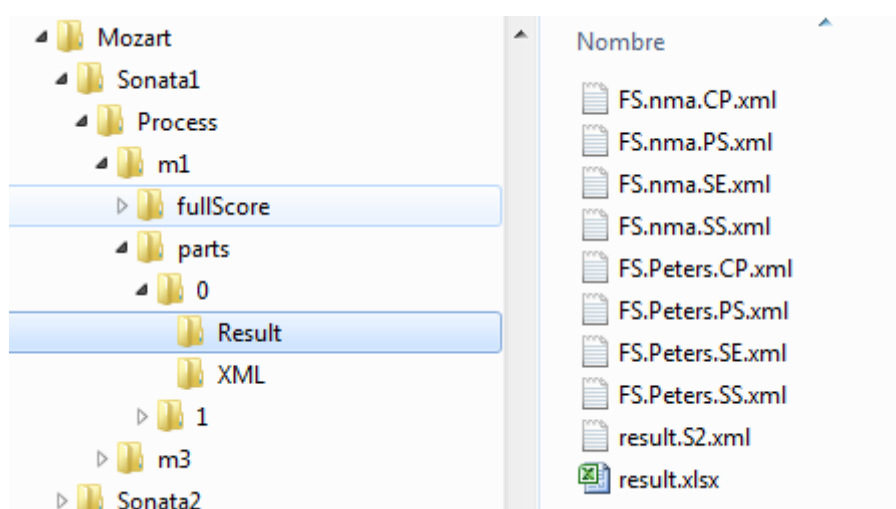 Mozart
Sonata1
Process
m1
fullScore
parts
0
Result
XML
1
m3
Sonata2
Nombre
FS.nma.CP.xml
FS.nma.PS.xml
FS.nma.SE.xml
FS.nma.SS.xml
FS.Peters.CP.xml
FS.Peters.PS.xml
FS.Peters.SE.xml
FS.Peters.SS.xml
result.S2.xml
result.xlsx